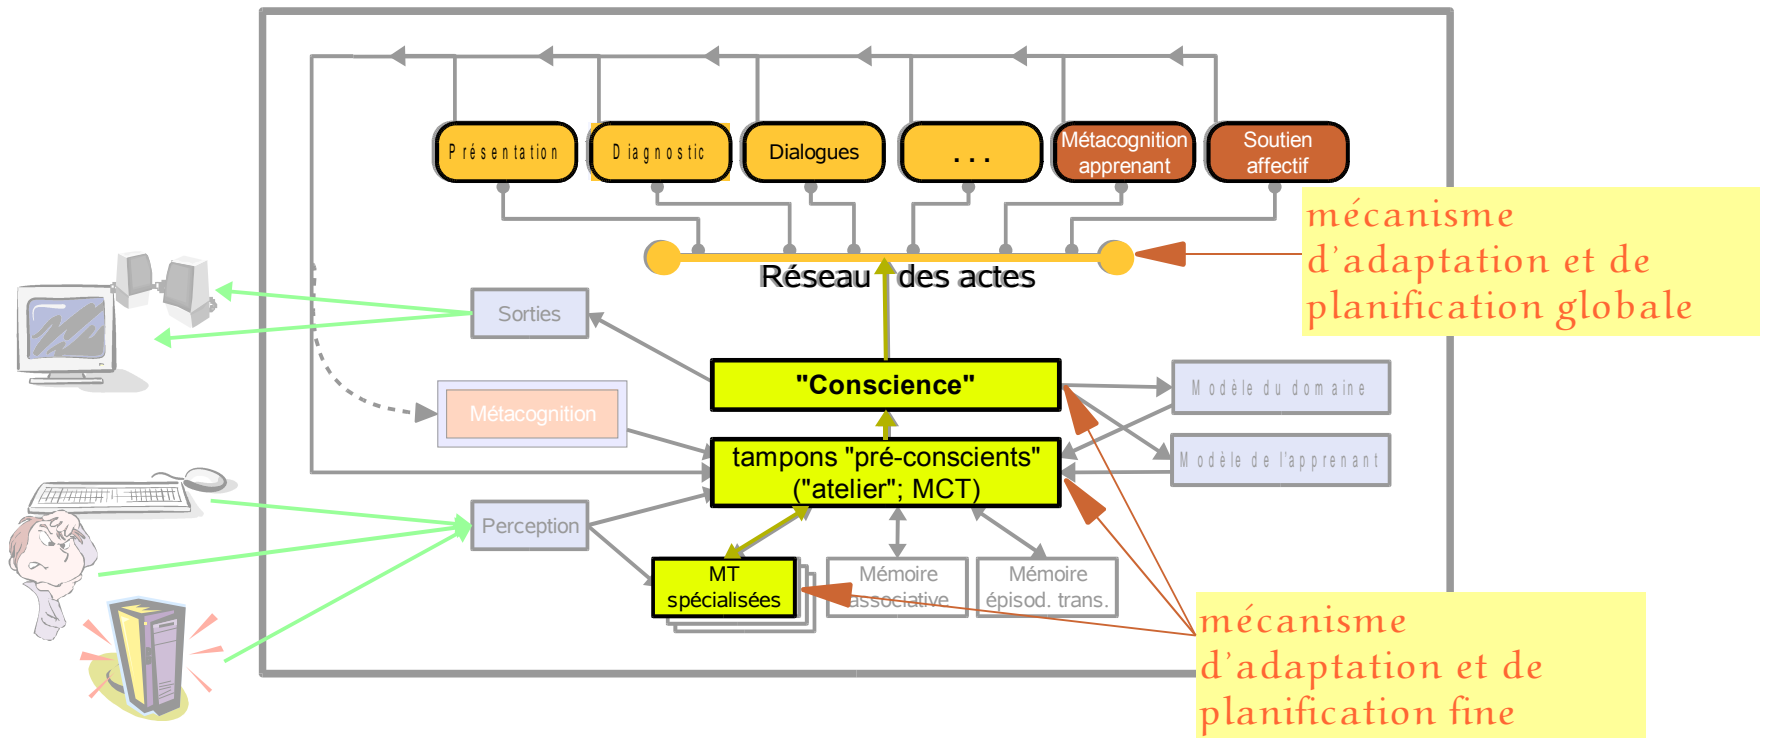 Présentation
Diagnostic
Dialogues
...
Métacognition
apprenant
Soutien
affectif
mécanisme
d'adaptation et de
planification globale
Réseau des actes
Sorties
"Conscience"
Modèle du domaine
Métacognition
tampons "pré-conscients"
("atelier"; MCT)
Modèle de l'apprenant
Perception
MT
spécialisées
Mémoire
associative
Mémoire
épisod. trans.
mécanisme
d'adaptation et de
planification fine